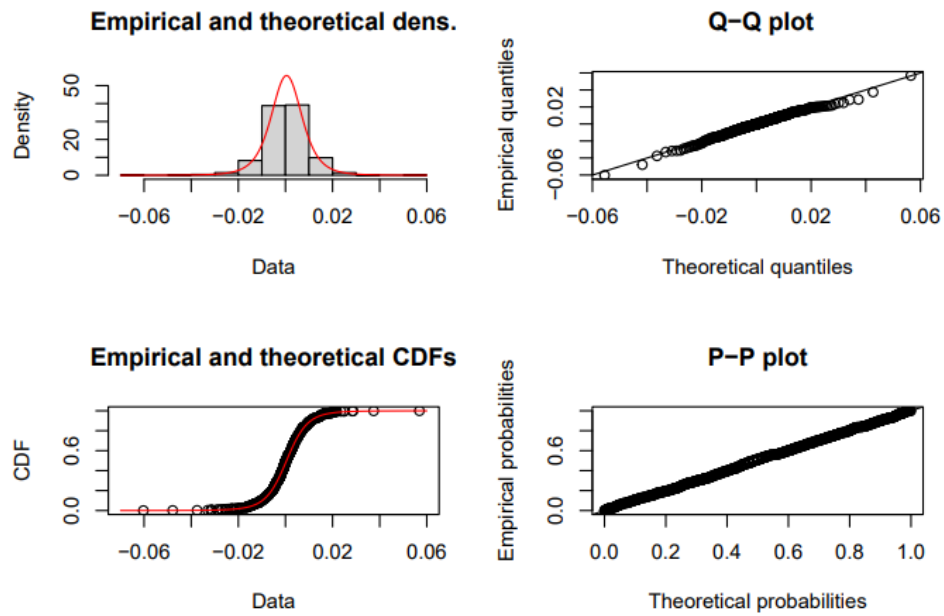 Empirical and theoretical dens.
Density
0 20 50
−0.06 −0.02 0.02 0.06
Data
Q−Q plot
Empirical quantiles
−0.06 0.02
−0.06 −0.02 0.02 0.06
Theoretical quantiles
Empirical and theoretical CDFs
CDF
0.0 0.6
−0.06 −0.02 0.02 0.06
Data
P−P plot
Empirical probabilities
0.0 0.6
0.0 0.2 0.4 0.6 0.8 1.0
Theoretical probabilities